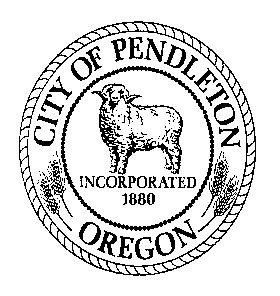 CITY OF PENDLETON
INCORPORATED
1880
OREGON